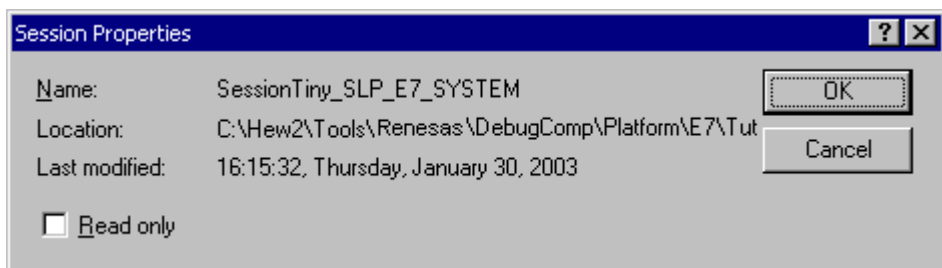 Session Properties
Name: SessionTiny_SLP_E7_SYSTEM OK
Location: C:\Hew2\Tools\Renesas\DebugComp\Platform\E7\Tut
Last modified: 16:15:32, Thursday, January 30, 2003 Cancel
Read only